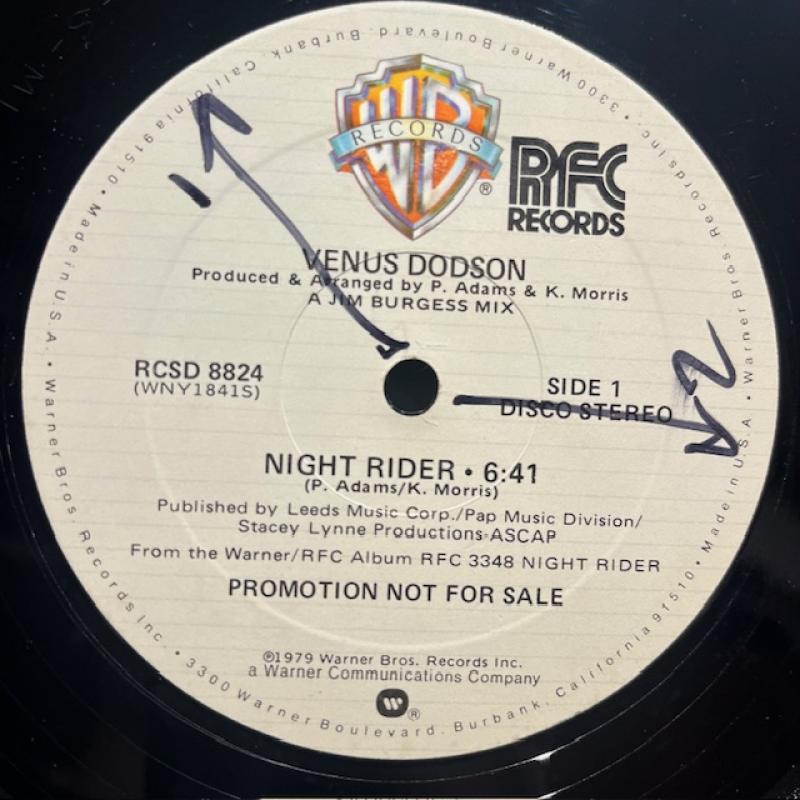 WB
RECORDS
®
RFC
RECORDS
VENUS DODSON
Produced & Arranged by P. Adams & K. Morris
A JIM BURGESS MIX
RCSD 8824
(WNY1841S)
SIDE 1
DISCO STEREO
1
2
NIGHT RIDER • 6:41
(P. Adams/K. Morris)
Published by Leeds Music Corp./Pap Music Division/
Stacey Lynne Productions-ASCAP
From the Warner/RFC Album RFC 3348 NIGHT RIDER
PROMOTION NOT FOR SALE
℗1979 Warner Bros. Records Inc.
a Warner Communications Company
®
Made in U.S.A. • Warner Bros. Records Inc. • 3300 Warner Boulevard. Burbank, California 91510 • Made in U.S.A. • Warner Bros. Records Inc. • 3300 Warner Boulevard. Burbank, California 91510 •